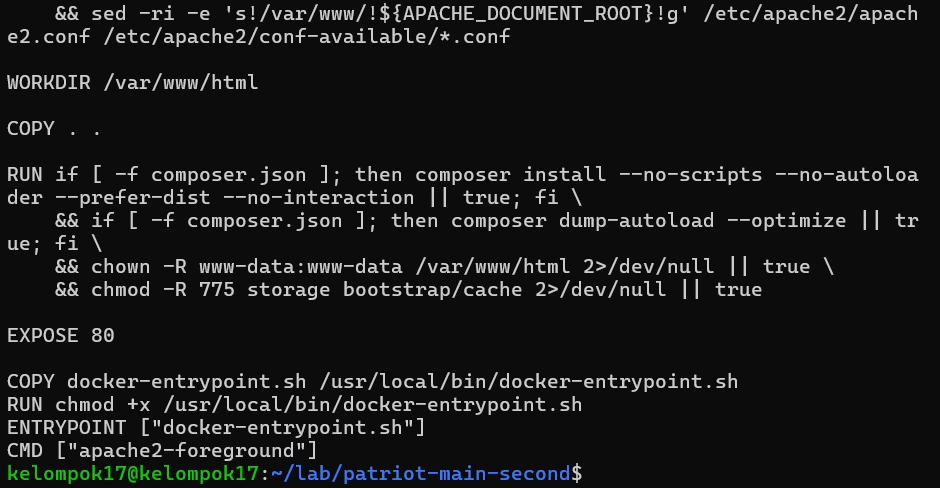 && sed -ri -e 's!/var/www/!${APACHE_DOCUMENT_ROOT}!g' /etc/apache2/apach
e2.conf /etc/apache2/conf-available/*.conf

WORKDIR /var/www/html

COPY . .

RUN if [ -f composer.json ]; then composer install --no-scripts --no-autoloa
der --prefer-dist --no-interaction || true; fi \
    && if [ -f composer.json ]; then composer dump-autoload --optimize || tr
ue; fi \
    && chown -R www-data:www-data /var/www/html 2>/dev/null || true \
    && chmod -R 775 storage bootstrap/cache 2>/dev/null || true

EXPOSE 80

COPY docker-entrypoint.sh /usr/local/bin/docker-entrypoint.sh
RUN chmod +x /usr/local/bin/docker-entrypoint.sh
ENTRYPOINT ["docker-entrypoint.sh"]
CMD ["apache2-foreground"]
kelompok17@kelompok17:~/lab/patriot-main-second$